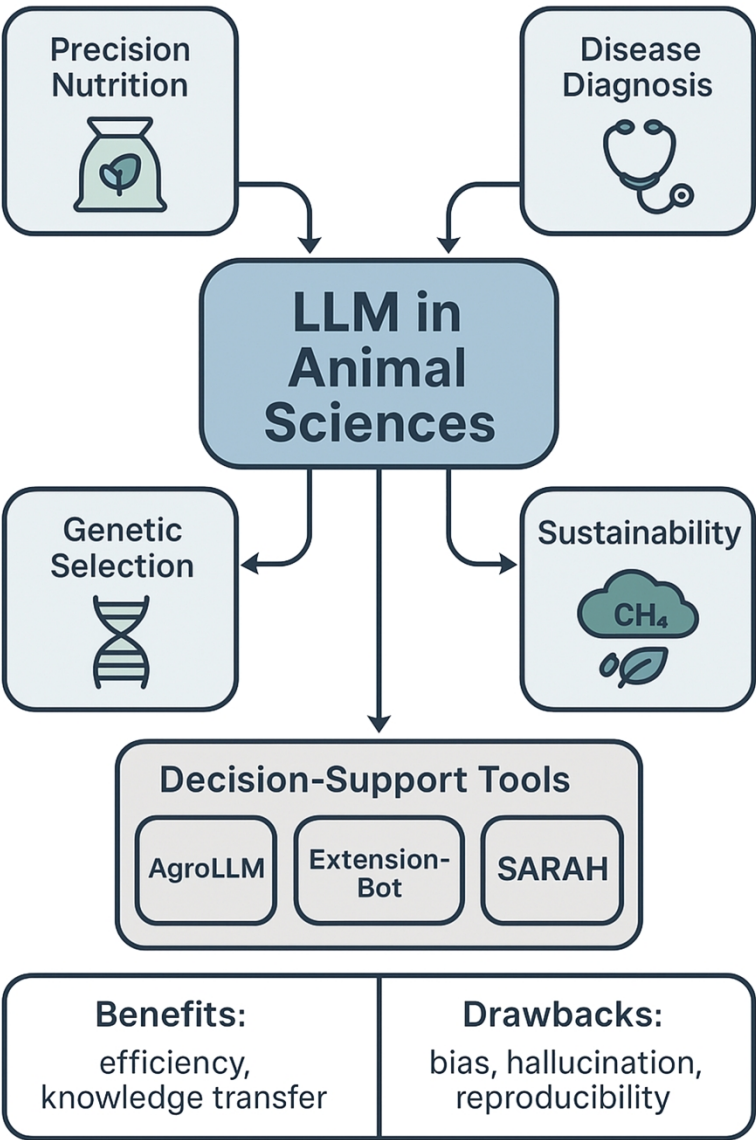 Precision
Nutrition
Disease
Diagnosis
LLM in
Animal
Sciences
Genetic
Selection
Sustainability
CH₄
Decision-Support Tools
AgroLLM
Extension-
Bot
SARAH
Benefits:
efficiency,
knowledge transfer
Drawbacks:
bias, hallucination,
reproducibility